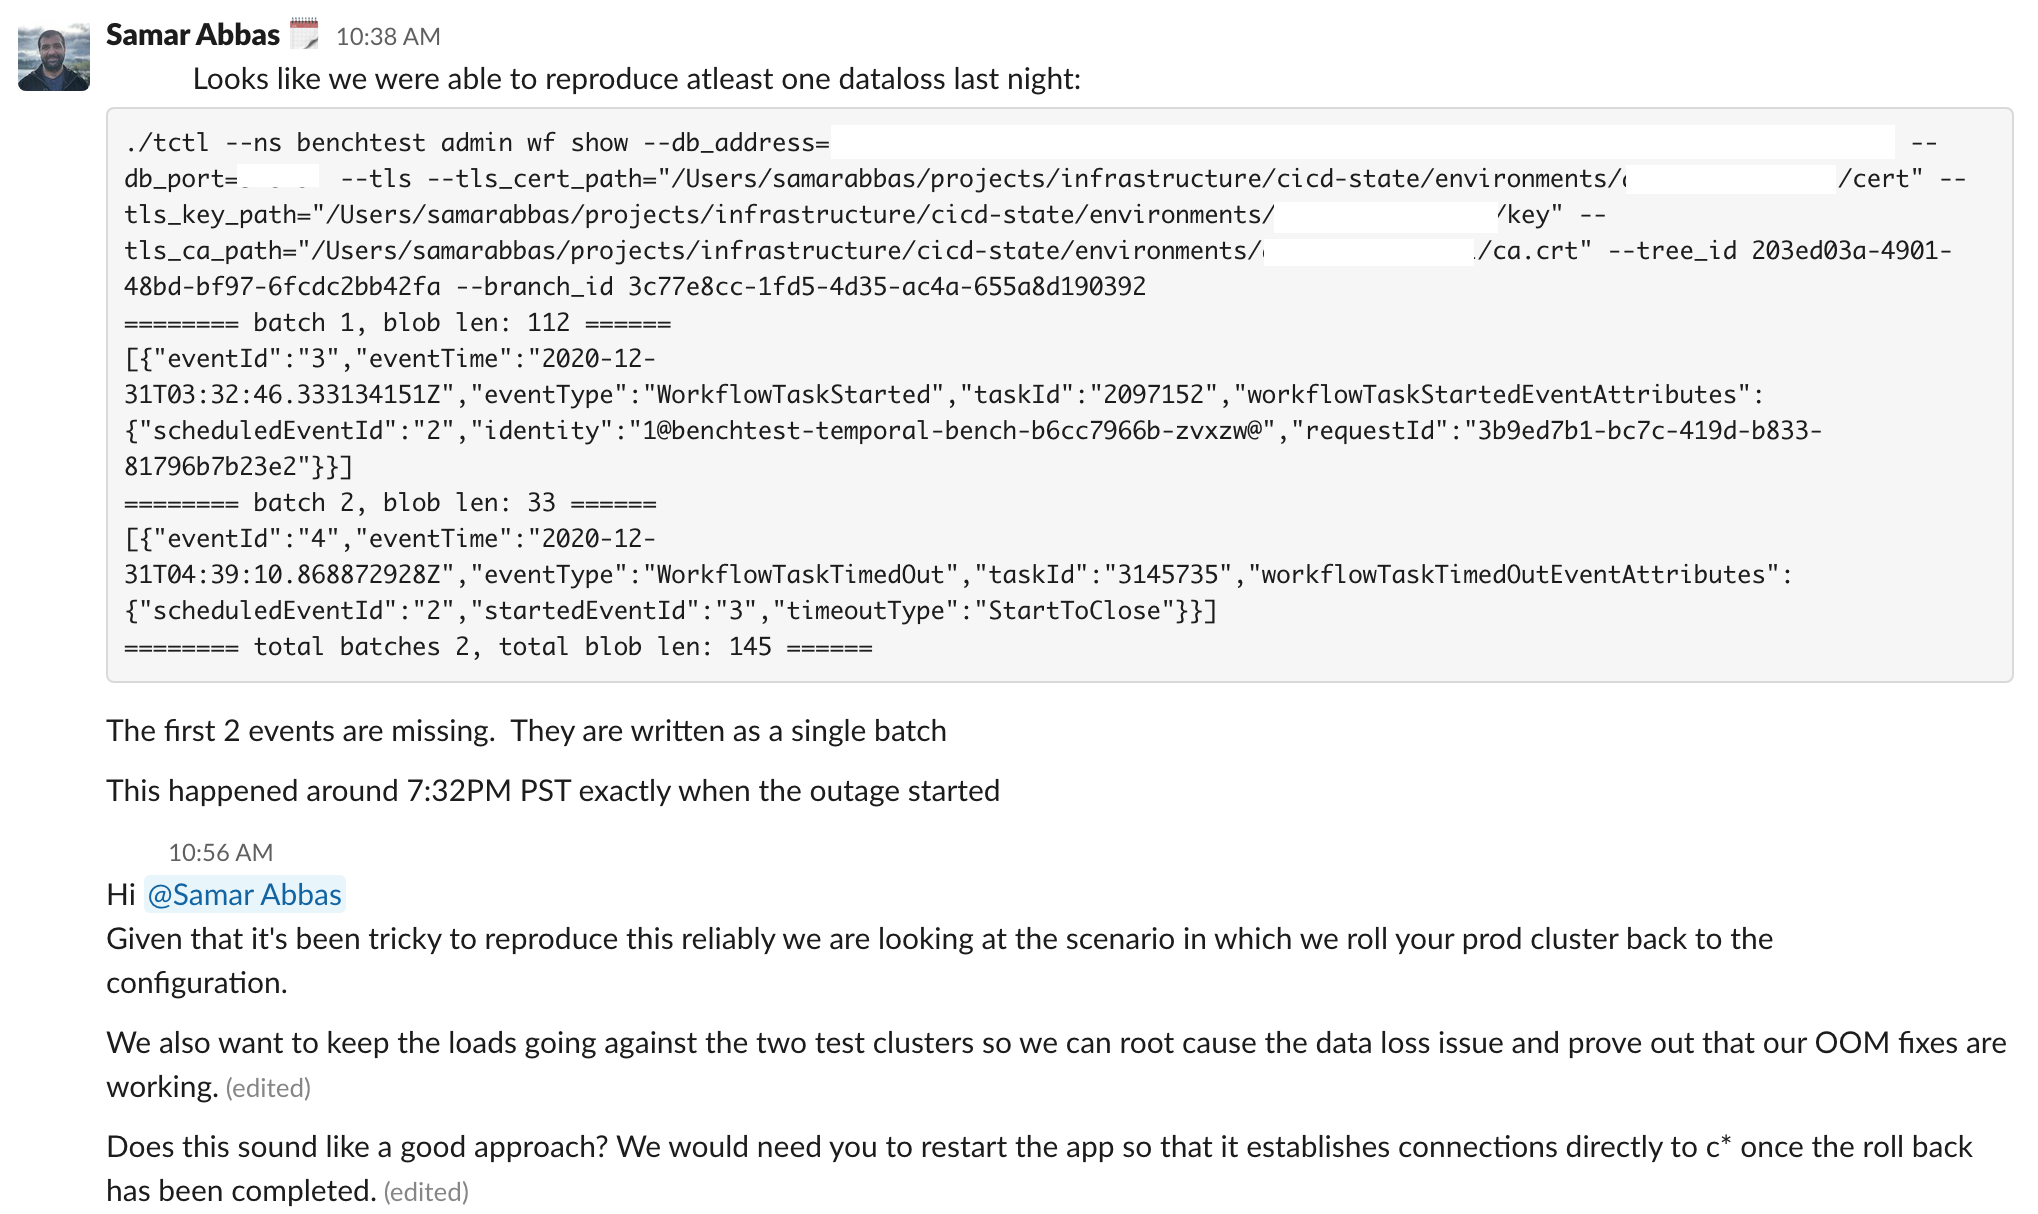 Samar Abbas 10:38 AM
Looks like we were able to reproduce atleast one dataloss last night:
./tctl --ns benchtest admin wf show --db_address= --
db_port= --tls --tls_cert_path="/Users/samarabbas/projects/infrastructure/cicd-state/environments/ /cert" --
tls_key_path="/Users/samarabbas/projects/infrastructure/cicd-state/environments/ /key" --
tls_ca_path="/Users/samarabbas/projects/infrastructure/cicd-state/environments/ /ca.crt" --tree_id 203ed03a-4901-
48bd-bf97-6fcdc2bb42fa --branch_id 3c77e8cc-1fd5-4d35-ac4a-655a8d190392
======== batch 1, blob len: 112 ======
[{"eventId":"3","eventTime":"2020-12-
31T03:32:46.333134151Z","eventType":"WorkflowTaskStarted","taskId":"2097152","workflowTaskStartedEventAttributes":
{"scheduledEventId":"2","identity":"1@benchtest-temporal-bench-b6cc7966b-zvxzw@","requestId":"3b9ed7b1-bc7c-419d-b833-
81796b7b23e2"}}]
======== batch 2, blob len: 33 ======
[{"eventId":"4","eventTime":"2020-12-
31T04:39:10.868872928Z","eventType":"WorkflowTaskTimedOut","taskId":"3145735","workflowTaskTimedOutEventAttributes":
{"scheduledEventId":"2","startedEventId":"3","timeoutType":"StartToClose"}}]
======== total batches 2, total blob len: 145 ======
The first 2 events are missing. They are written as a single batch
This happened around 7:32PM PST exactly when the outage started
10:56 AM
Hi @Samar Abbas
Given that it's been tricky to reproduce this reliably we are looking at the scenario in which we roll your prod cluster back to the
configuration.
We also want to keep the loads going against the two test clusters so we can root cause the data loss issue and prove out that our OOM fixes are
working. (edited)
Does this sound like a good approach? We would need you to restart the app so that it establishes connections directly to c* once the roll back
has been completed. (edited)